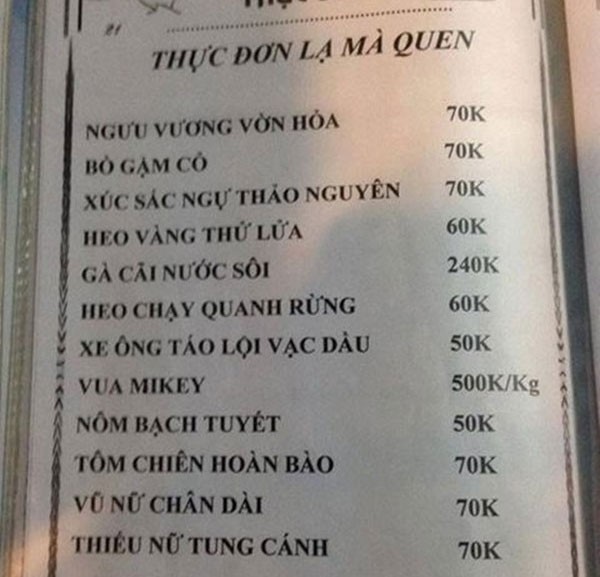 21
THỰC ĐƠN LẠ MÀ QUEN
NGƯU VƯƠNG VỜN HỎA 70K
BÒ GẶM CỎ 70K
XÚC SẮC NGỰ THẢO NGUYÊN 70K
HEO VÀNG THỬ LỬA 60K
GÀ CÃI NƯỚC SÔI 240K
HEO CHẠY QUANH RỪNG 60K
XE ÔNG TÁO LỘI VẠC DẦU 50K
VUA MIKEY 500K/Kg
NÔM BẠCH TUYẾT 50K
TÔM CHIÊN HOÀN BÀO 70K
VŨ NỮ CHÂN DÀI 70K
THIẾU NỮ TUNG CÁNH 70K